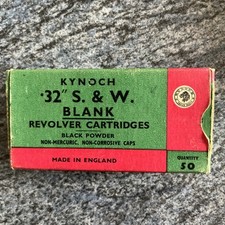 KYNOCH
·32" S. & W.
BLANK
REVOLVER CARTRIDGES
BLACK POWDER
NON-MERCURIC, NON-CORROSIVE CAPS
MADE IN ENGLAND
QUANTITY
50